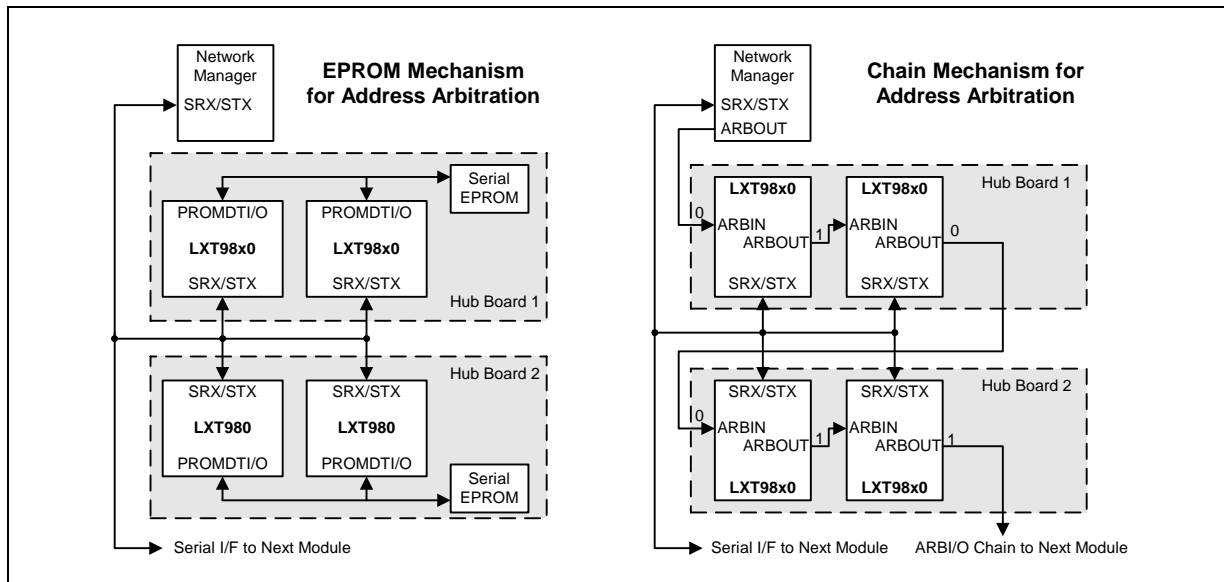 Network
Manager
SRX/STX
EPROM Mechanism
for Address Arbitration
Serial
EPROM
PROMDTI/O
LXT98x0
SRX/STX
PROMDTI/O
LXT98x0
SRX/STX
Hub Board 1
Hub Board 2
SRX/STX
LXT980
PROMDTI/O
SRX/STX
LXT980
PROMDTI/O
Serial
EPROM
Serial I/F to Next Module
Network
Manager
SRX/STX
ARBOUT
Chain Mechanism for
Address Arbitration
Hub Board 1
0
LXT98x0
ARBIN
ARBOUT
SRX/STX
1
LXT98x0
ARBIN
ARBOUT
SRX/STX
0
Hub Board 2
0
SRX/STX
ARBIN
ARBOUT
LXT98x0
1
SRX/STX
ARBIN
ARBOUT
LXT98x0
1
Serial I/F to Next Module
ARBI/O Chain to Next Module